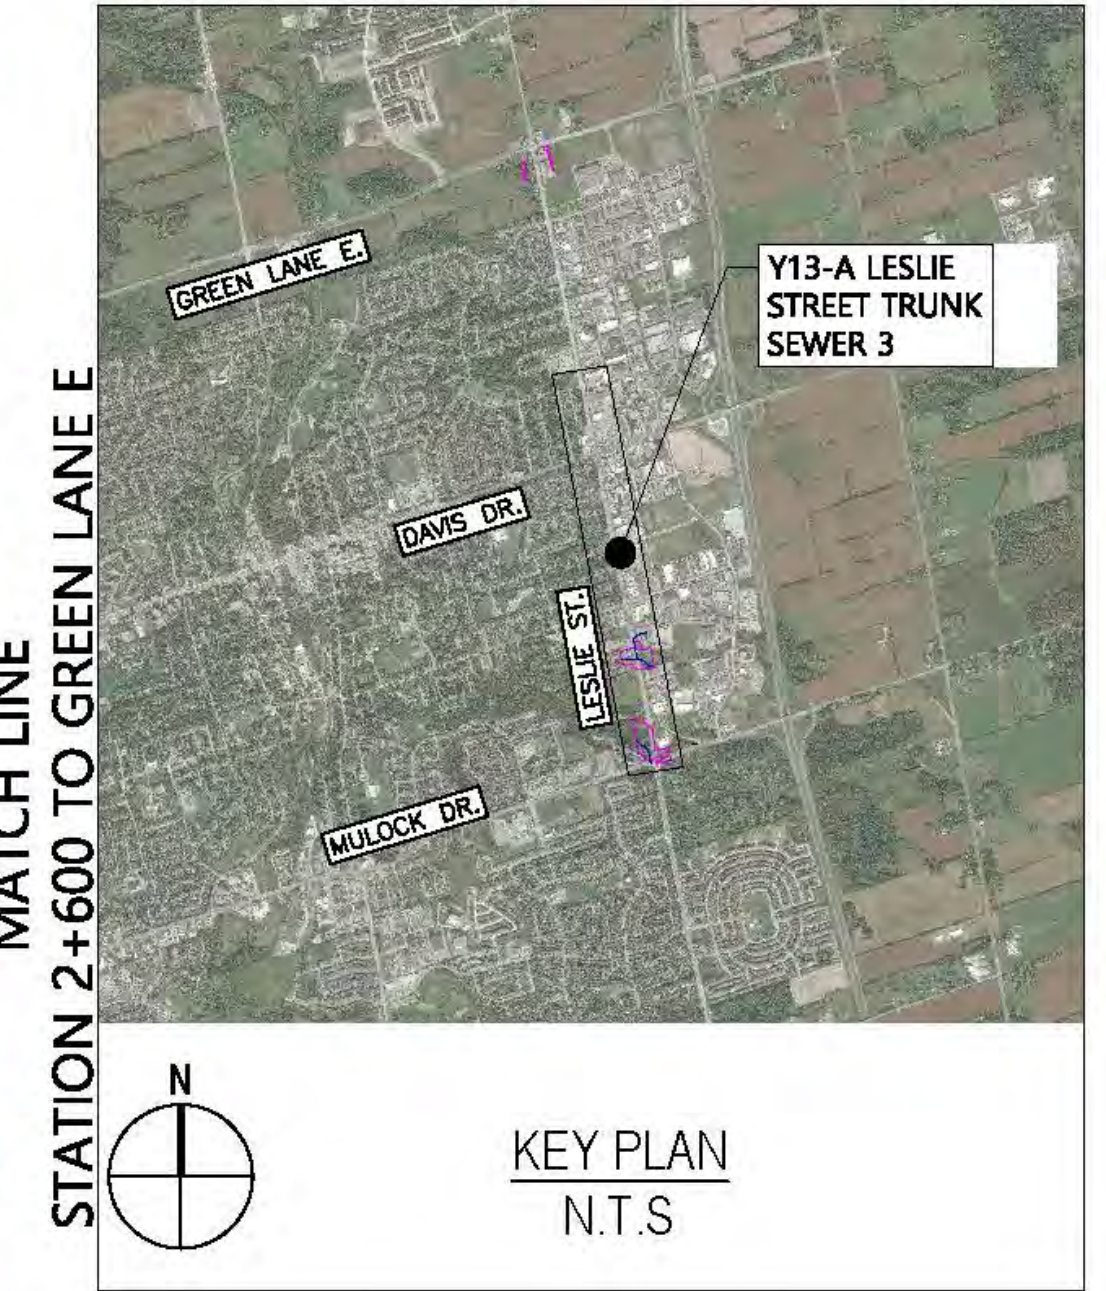 GREEN LANE E.
Y13-A LESLIE
STREET TRUNK
SEWER 3
DAVIS DR.
LESLIE ST.
MULOCK DR.
MATCH LINE
STATION 2+600 TO GREEN LANE E
N
KEY PLAN
N.T.S